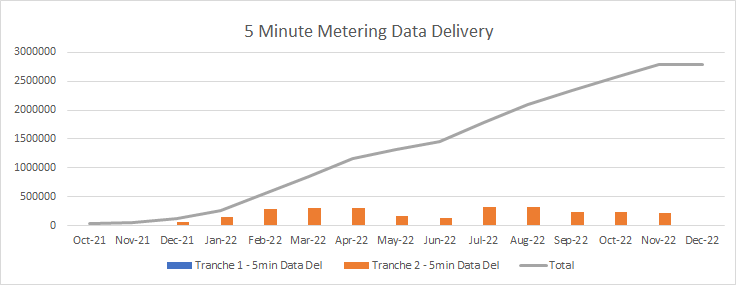 5 Minute Metering Data Delivery
3000000
2500000
2000000
1500000
1000000
500000
0
Oct-21 Nov-21 Dec-21 Jan-22 Feb-22 Mar-22 Apr-22 May-22 Jun-22 Jul-22 Aug-22 Sep-22 Oct-22 Nov-22 Dec-22
Tranche 1 - 5min Data Del Tranche 2 - 5min Data Del Total